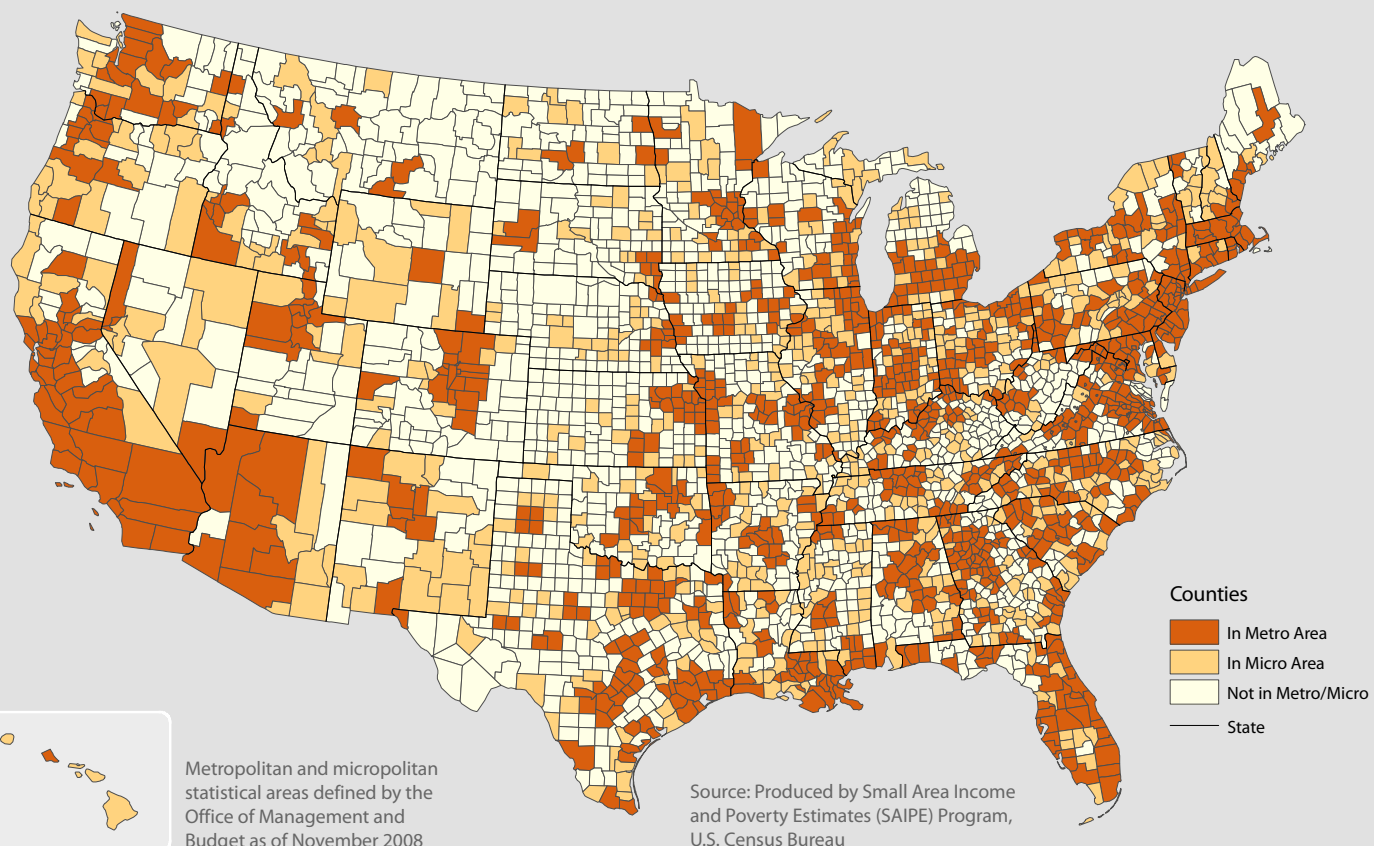 Counties
In Metro Area
In Micro Area
Not in Metro/Micro
State
Metropolitan and micropolitan
statistical areas defined by the
Office of Management and
Budget as of November 2008
Source: Produced by Small Area Income
and Poverty Estimates (SAIPE) Program,
U.S. Census Bureau